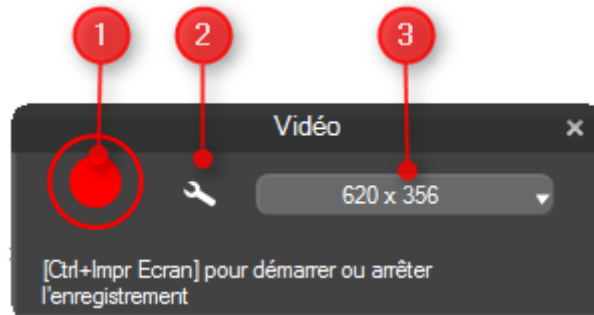 1 2 3
Vidéo
620 x 356
[Ctrl+Impr Ecran] pour démarrer ou arrêter
l'enregistrement